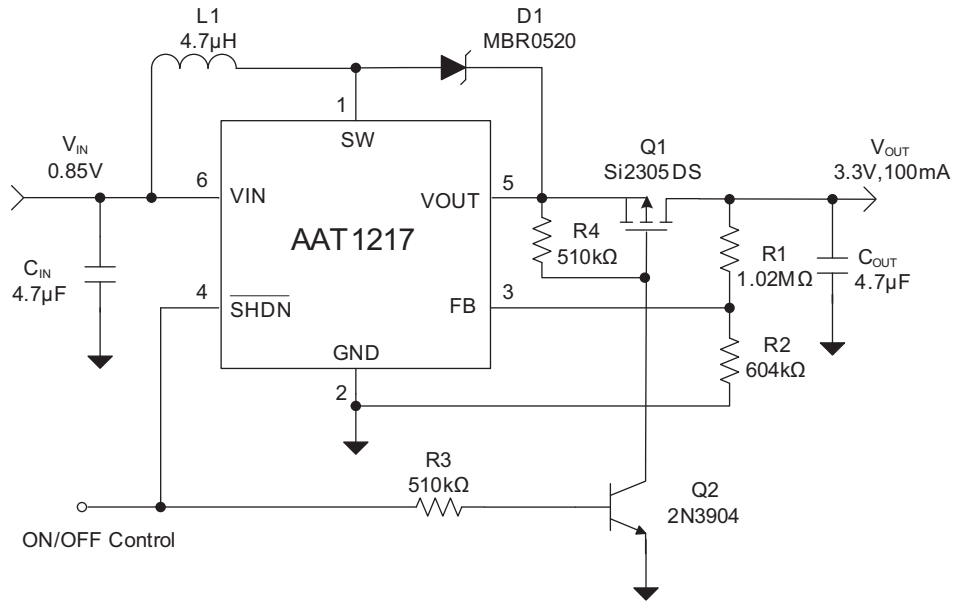 L1
4.7µH
D1
MBR0520
1
SW
VIN
0.85V
6
VIN
VOUT
5
Q1
Si2305DS
VOUT
3.3V,100mA
AAT1217
R4
510kΩ
R1
1.02MΩ
CIN
4.7µF
COUT
4.7µF
4
SHDN
FB
3
GND
2
R2
604kΩ
R3
510kΩ
Q2
2N3904
ON/OFF Control